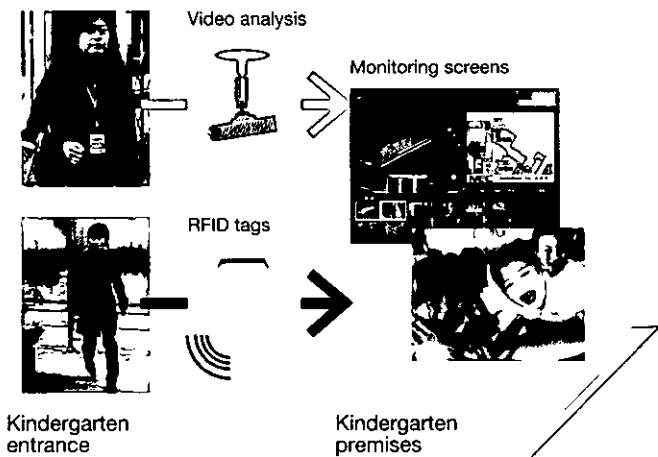 Video analysis
Monitoring screens
RFID tags
Kindergarten
entrance
Kindergarten
premises